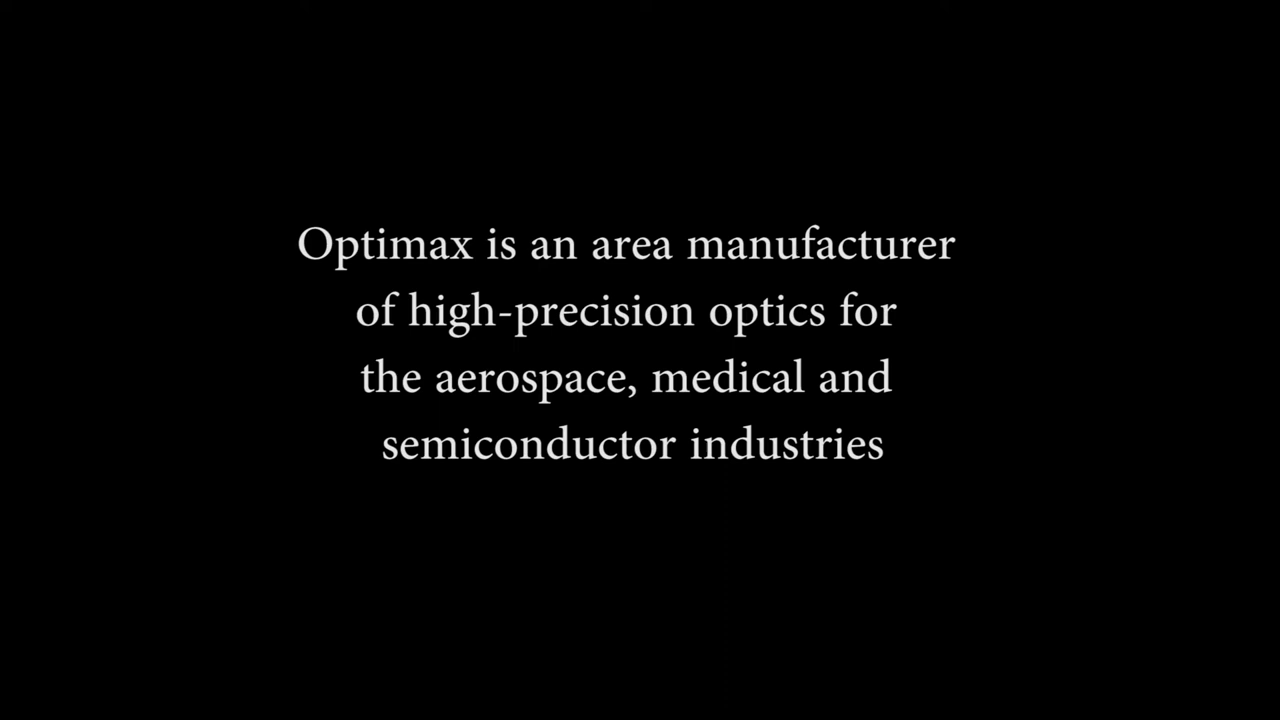 Optimax is an area manufacturer
of high-precision optics for
the aerospace, medical and
semiconductor industries